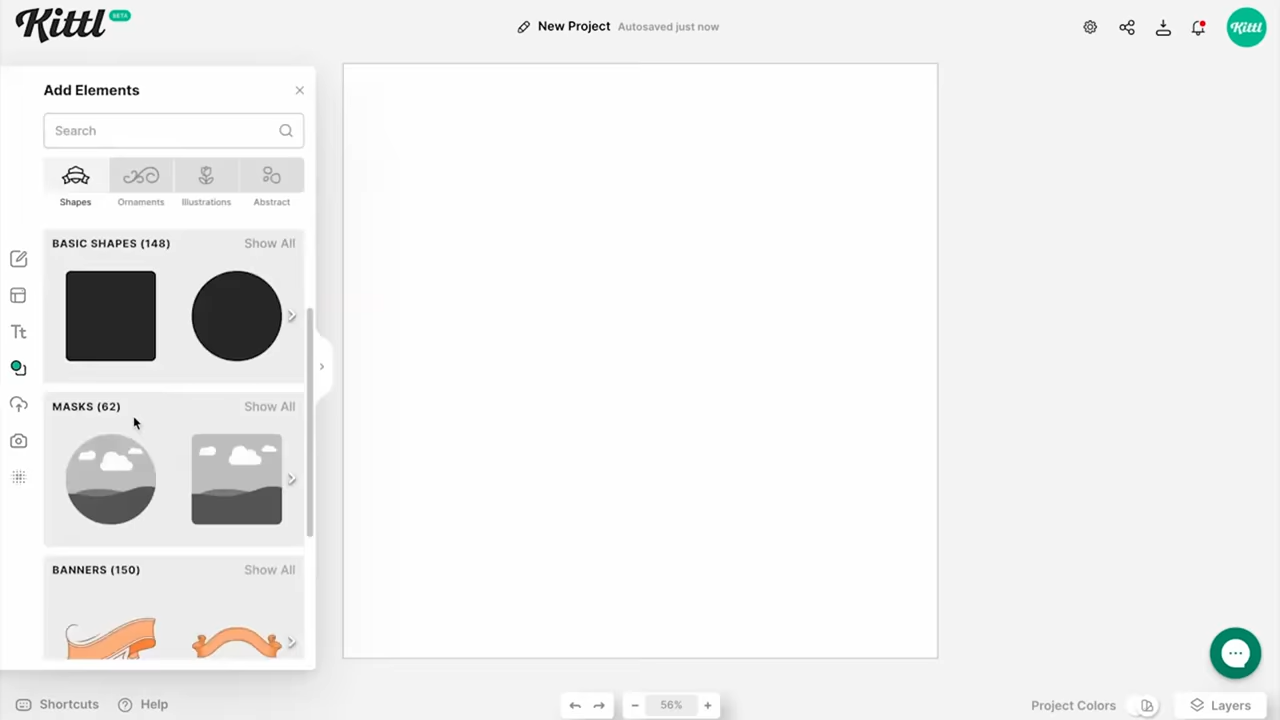 Kittl BETA
New Project Autosaved just now
Kittl
Add Elements
Search
Shapes Ornaments Illustrations Abstract
BASIC SHAPES (148) Show All
Tt
MASKS (62) Show All
BANNERS (150) Show All
Shortcuts Help
56%
Project Colors
Layers